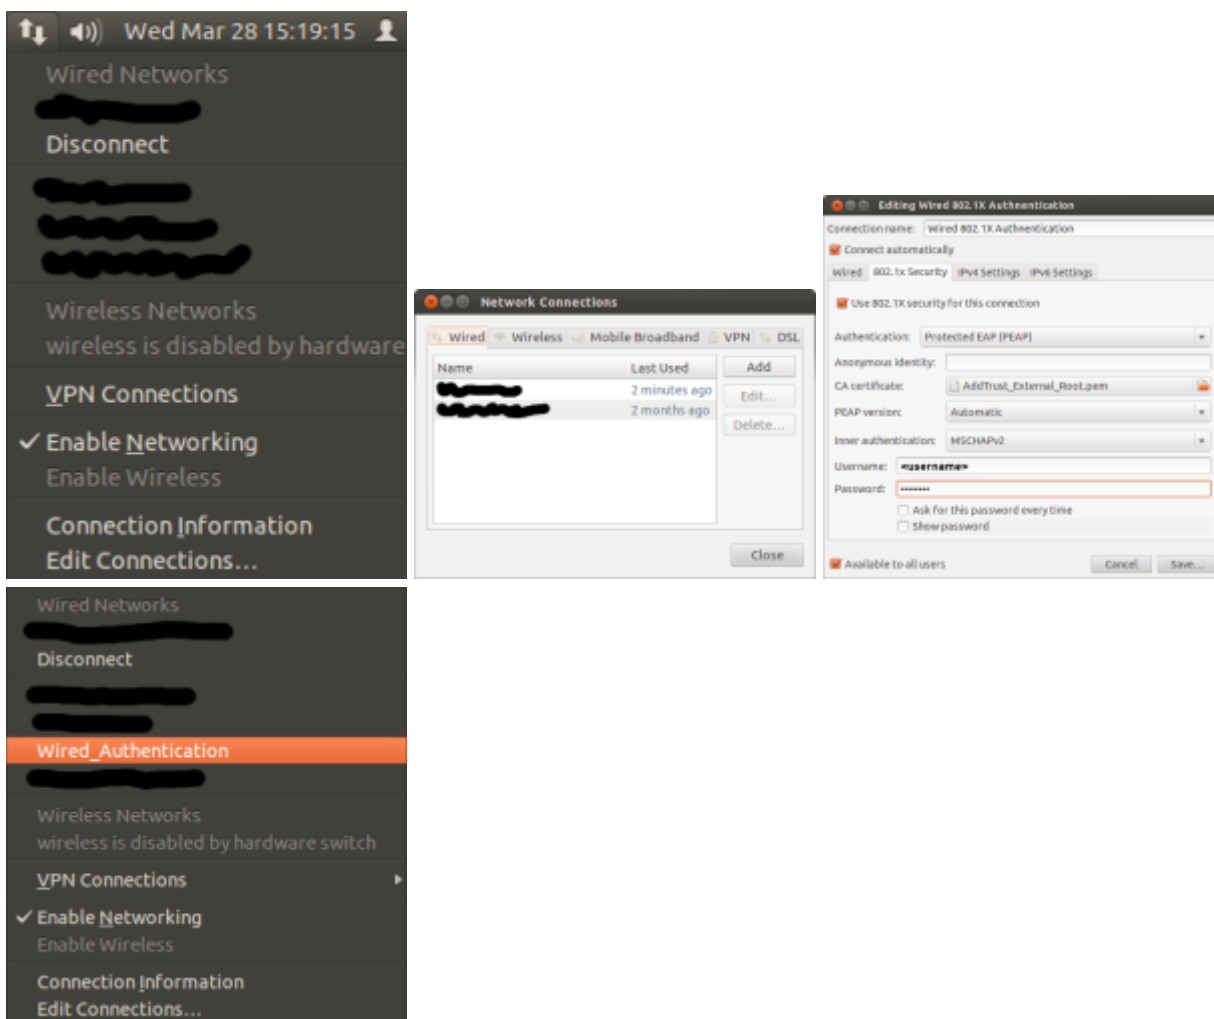 Wed Mar 28 15:19:15
Wired Networks
Disconnect
Wireless Networks
wireless is disabled by hardware
VPN Connections
Enable Networking
Enable Wireless
Connection Information
Edit Connections...
Network Connections
Wired Wireless Mobile Broadband VPN DSL
Name Last Used Add
2 minutes ago Edit...
2 months ago Delete...
Close
Editing Wired 802.1X Authnentication
Connection name: Wired 802.1X Authnentication
Connect automatically
Wired 802.1x Security IPv4 Settings IPv6 Settings
Use 802.1X security for this connection
Authentication: Protected EAP (PEAP)
Anonymous identity:
CA certificate: AddTrust_External_Root.pem
PEAP version: Automatic
Inner authentication: MSCHAPv2
Username: <username>
Password: ••••••••
Ask for this password every time
Show password
Available to all users Cancel Save...
Wired Networks
Disconnect
Wired_Authentication
Wireless Networks
wireless is disabled by hardware switch
VPN Connections
Enable Networking
Enable Wireless
Connection Information
Edit Connections...